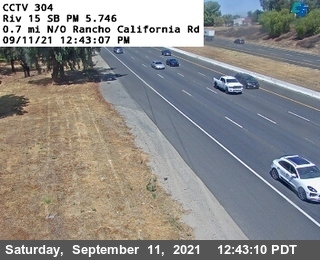 CCTV 304
Riv 15 SB PM 5.746
0.7 mi N/O Rancho California Rd
09/11/21 12:43:07 PM
Saturday, September 11, 2021 12:43:10 PDT